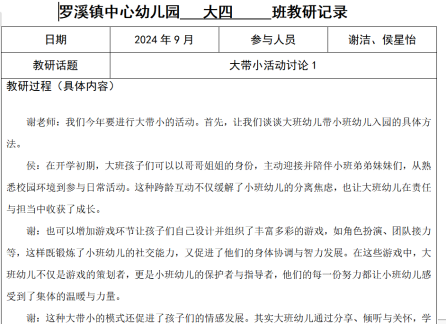 罗溪镇中心幼儿园 大四 班教研记录
日期 2024 年 9 月 参与人员 谢洁、侯星怡
教研话题 大带小活动讨论 1
教研过程（具体内容）
谢老师：我们今年要进行大带小的活动。首先，让我们谈谈大班幼儿带小班幼儿入园的具体方
法。
侯：在开学初期，大班孩子们可以以哥哥姐姐的身份，主动迎接并陪伴小班弟弟妹妹们，从熟
悉校园环境到参与日常活动。这种跨龄互动不仅缓解了小班幼儿的分离焦虑，也让大班幼儿在责任
与担当中收获了成长。
谢：也可以增加游戏环节让孩子们自己设计并组织了丰富多彩的游戏，如角色扮演、团队接力
等，这样既锻炼了小班幼儿的社交能力，又促进了他们的身体协调与智力发展。在这些游戏中，大
班幼儿不仅是游戏的策划者，更是小班幼儿的保护者与指导者，他们的每一份努力都让小班幼儿感
受到了集体的温暖与力量。
谢：这种大带小的模式还促进了孩子们的情感发展。其实大班幼儿通过分享、倾听与关怀，学